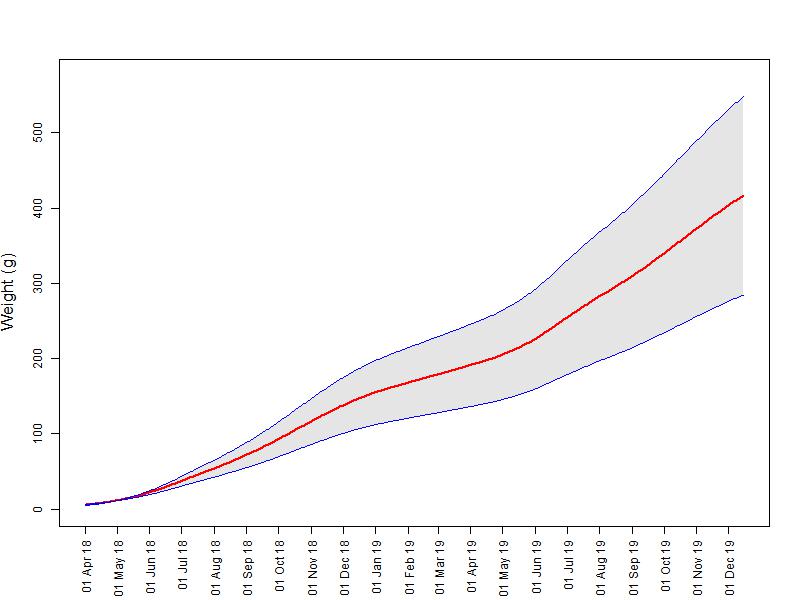 Weight (g)
500
400
300
200
100
0
01 Apr 18
01 May 18
01 Jun 18
01 Jul 18
01 Aug 18
01 Sep 18
01 Oct 18
01 Nov 18
01 Dec 18
01 Jan 19
01 Feb 19
01 Mar 19
01 Apr 19
01 May 19
01 Jun 19
01 Jul 19
01 Aug 19
01 Sep 19
01 Oct 19
01 Nov 19
01 Dec 19